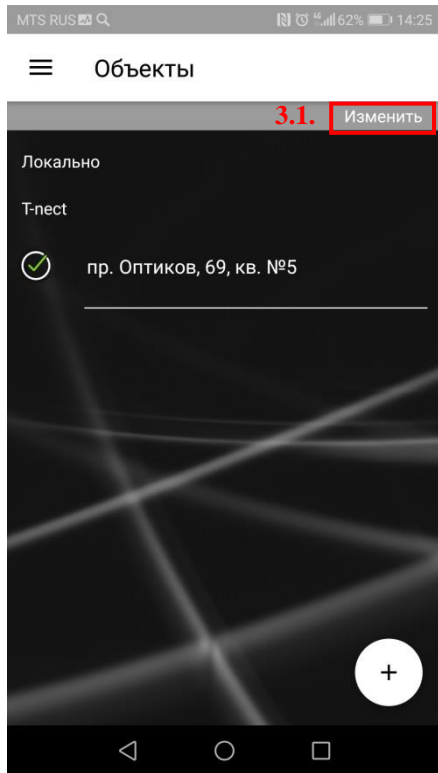 MTS RUS 62% 14:25
Объекты
3.1. Изменить
Локально
T-nect
пр. Оптиков, 69, кв. №5
+